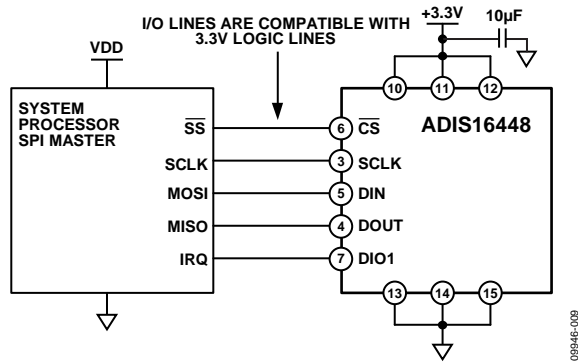 I/O LINES ARE COMPATIBLE WITH
3.3V LOGIC LINES
+3.3V
10µF
VDD
10
11
12
SYSTEM
PROCESSOR
SPI MASTER
ADIS16448
SS
6
CS
SCLK
3
SCLK
MOSI
5
DIN
MISO
4
DOUT
IRQ
7
DIO1
13
14
15
09946-009